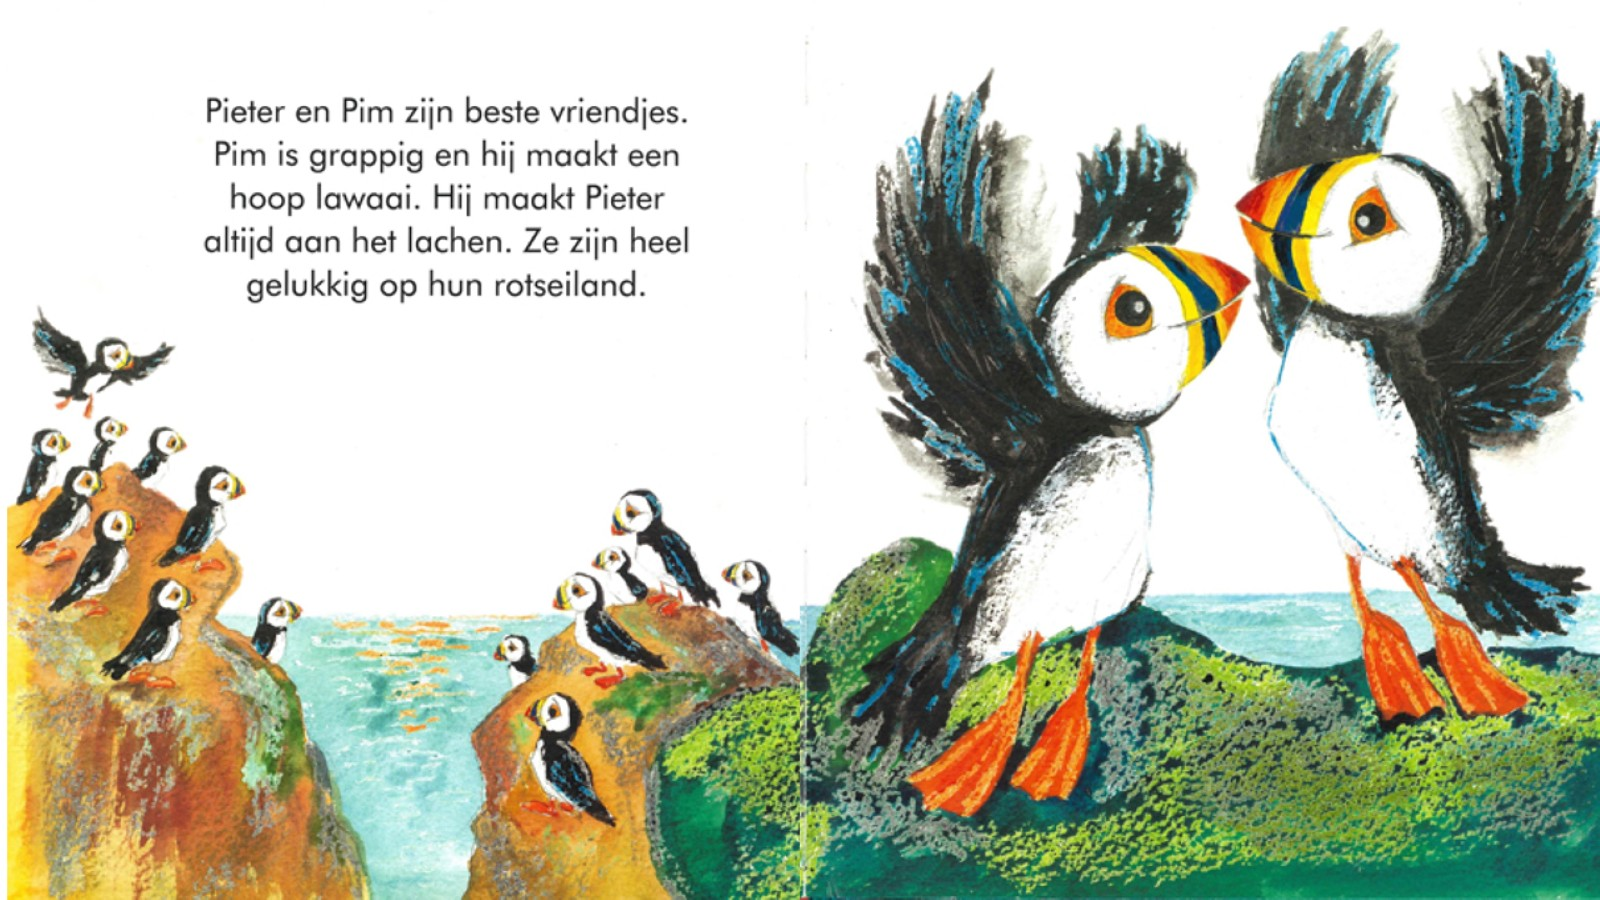 Pieter en Pim zijn beste vriendjes.
Pim is grappig en hij maakt een
hoop lawaai. Hij maakt Pieter
altijd aan het lachen. Ze zijn heel
gelukkig op hun rotseiland.